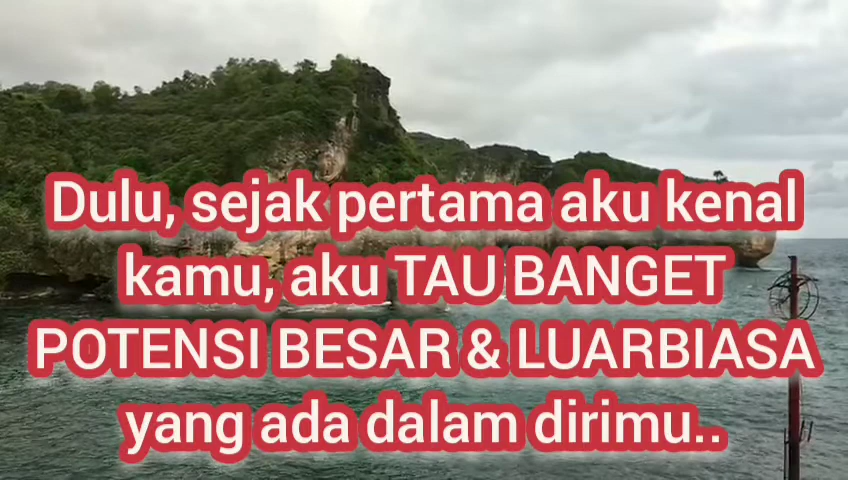 Dulu, sejak pertama aku kenal
kamu, aku TAU BANGET
POTENSI BESAR & LUARBIASA
yang ada dalam dirimu..